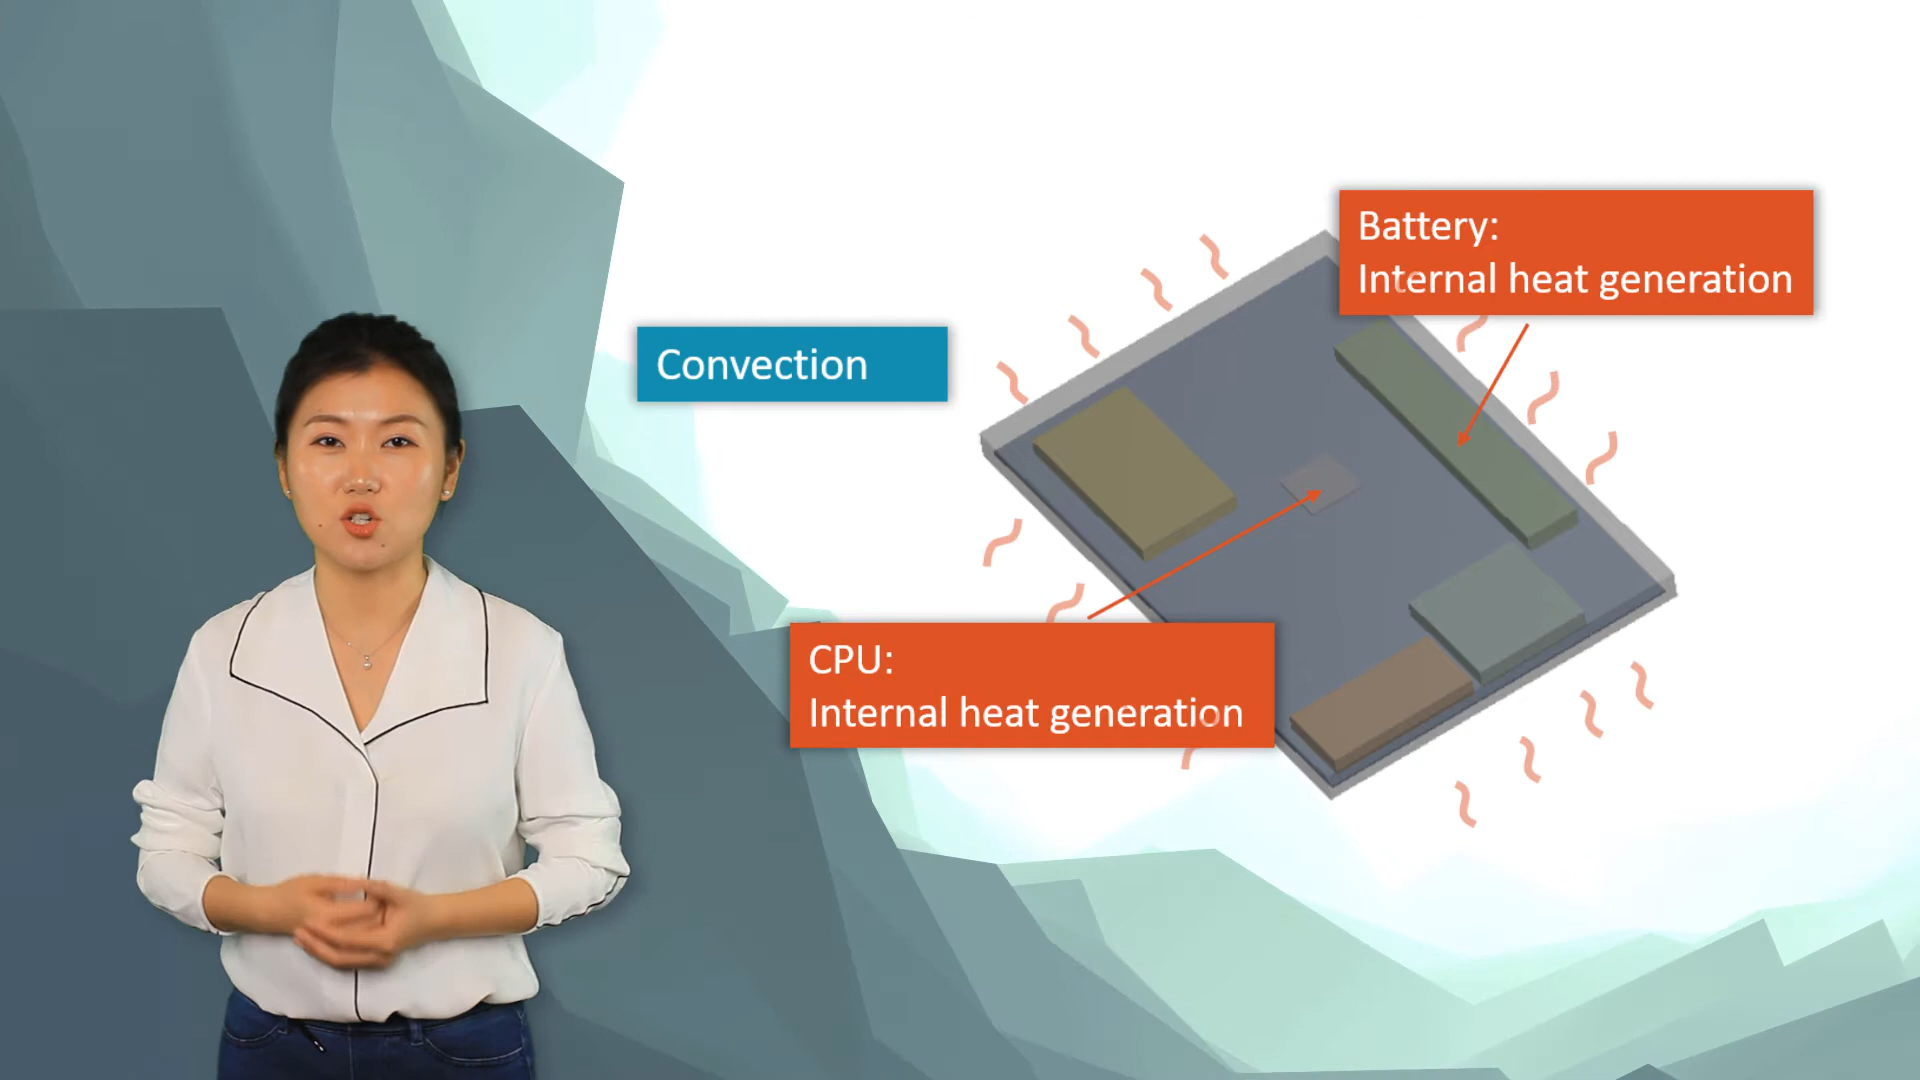 Battery:
Internal heat generation
Convection
CPU:
Internal heat generation